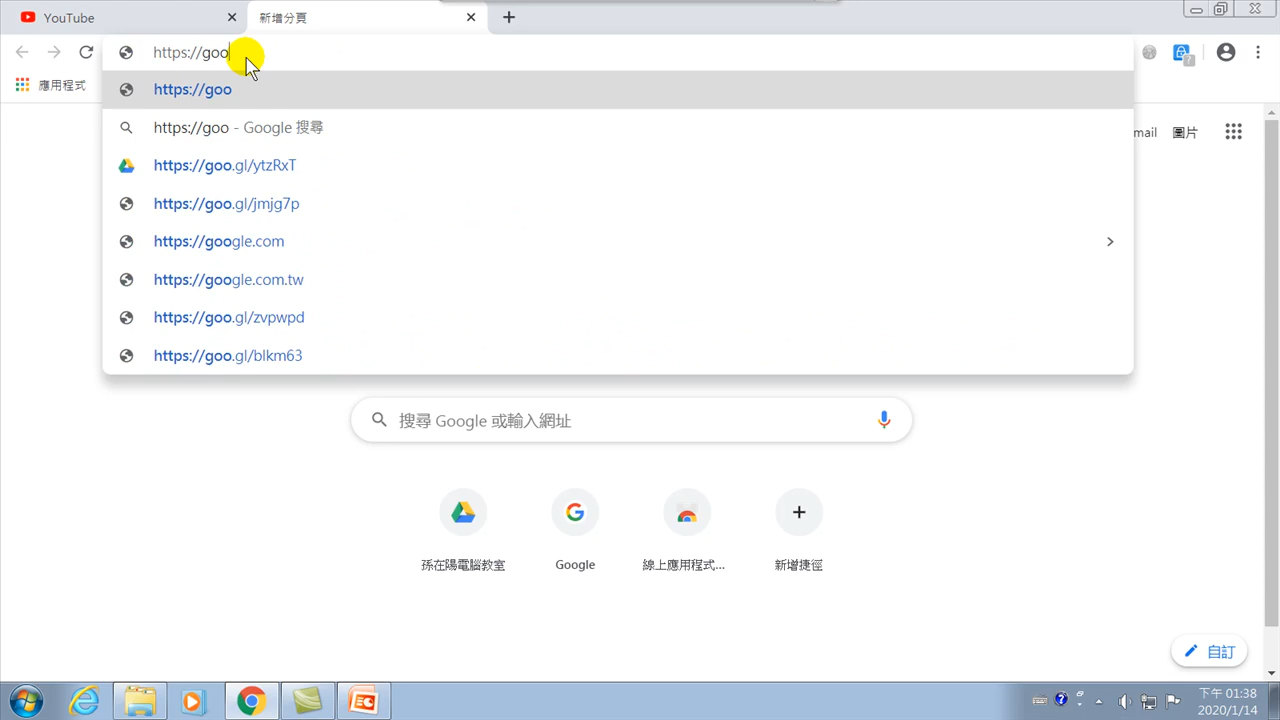 YouTube
新增分頁
https://goo
應用程式
https://goo
https://goo - Google 搜尋
https://goo.gl/ytzRxT
https://goo.gl/jmjg7p
https://google.com
https://google.com.tw
https://goo.gl/zvpwpd
https://goo.gl/blkm63
mail 圖片
搜尋 Google 或輸入網址
孫在陽電腦教室
Google
線上應用程式...
新增捷徑
自訂
下午 01:38
2020/1/14